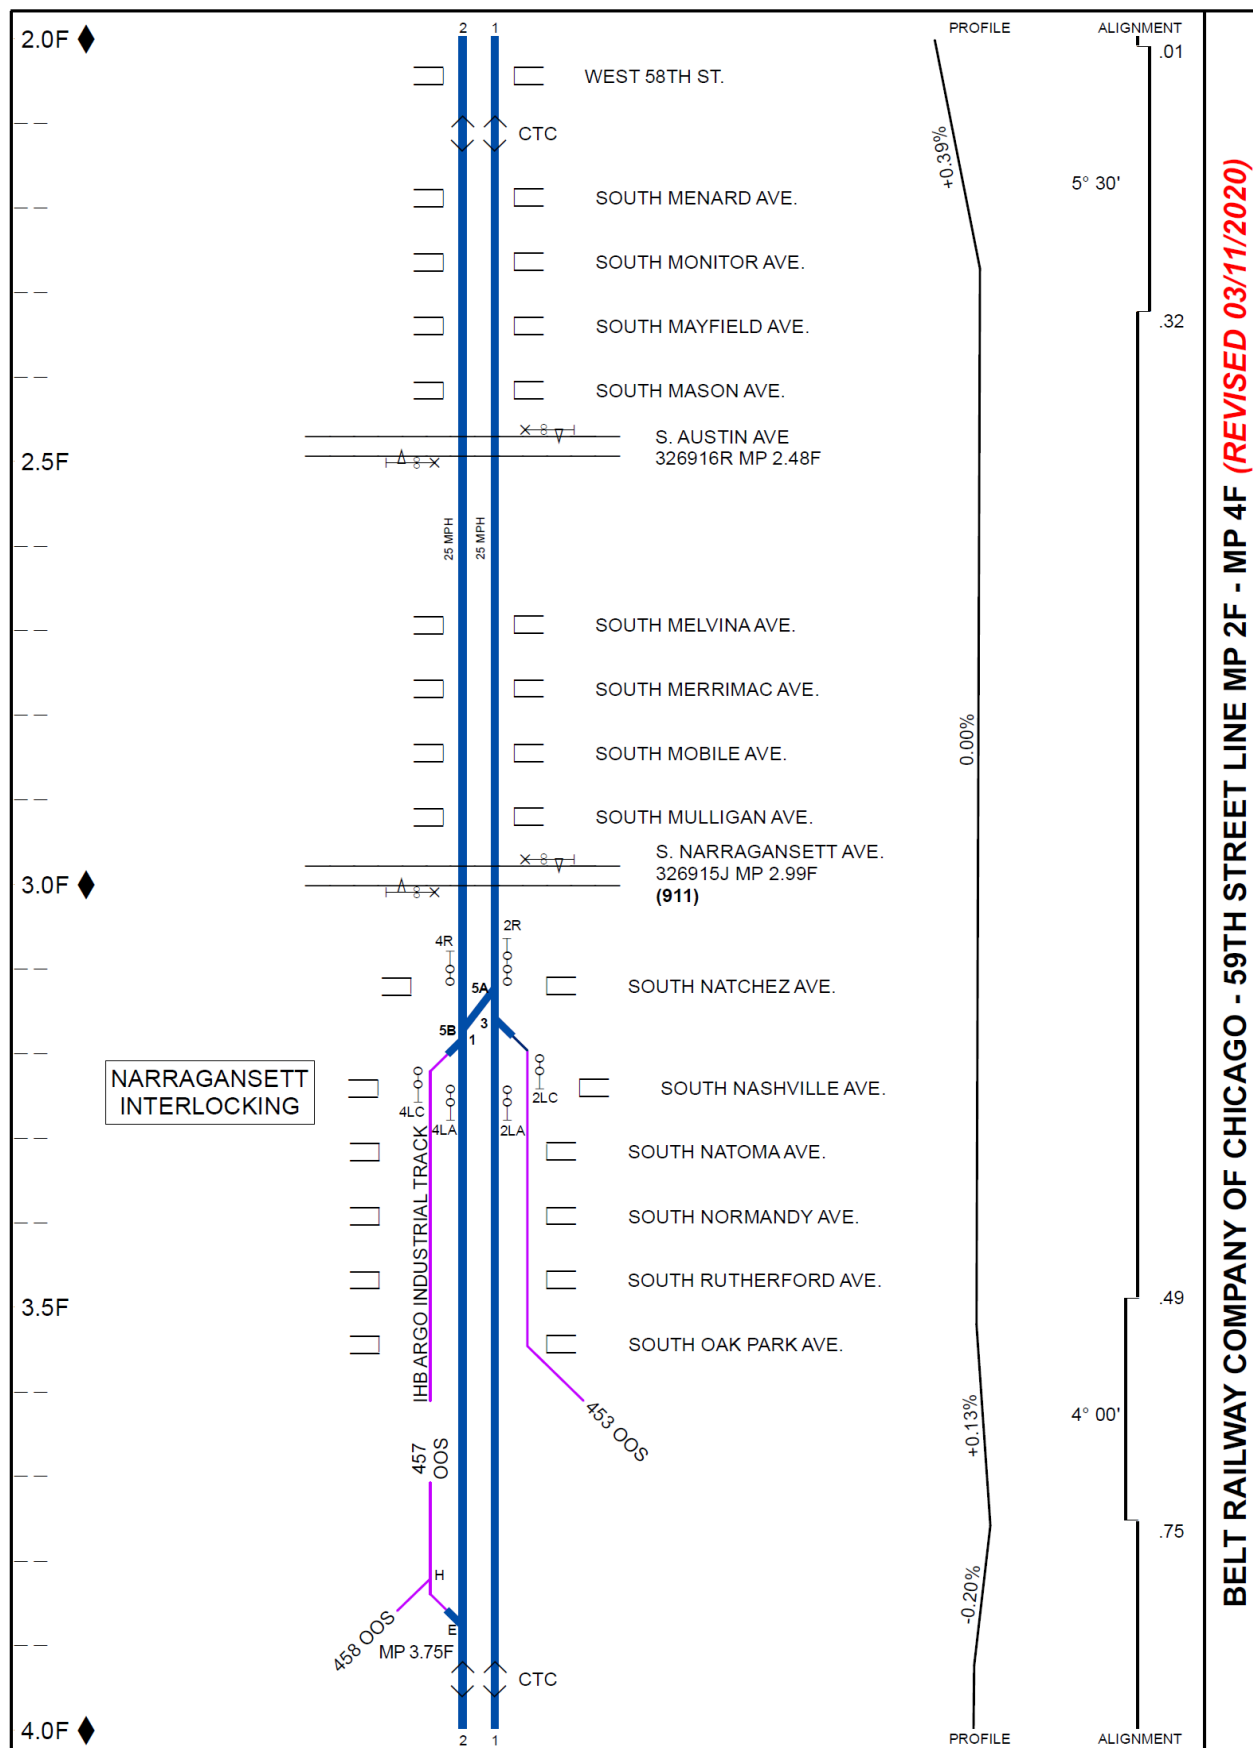 2 1 PROFILE ALIGNMENT
2.0F
.01
WEST 58TH ST.
CTC
+0.39%
5° 30'
SOUTH MENARD AVE.
SOUTH MONITOR AVE.
SOUTH MAYFIELD AVE.
.32
SOUTH MASON AVE.
S. AUSTIN AVE
326916R MP 2.48F
2.5F
25 MPH 25 MPH
SOUTH MELVINA AVE.
SOUTH MERRIMAC AVE.
0.00%
SOUTH MOBILE AVE.
SOUTH MULLIGAN AVE.
S. NARRAGANSETT AVE.
326915J MP 2.99F
(911)
3.0F
2R
4R
5A
SOUTH NATCHEZ AVE.
5B 3
1
NARRAGANSETT
INTERLOCKING
SOUTH NASHVILLE AVE.
4LC 2LC
4LA 2LA
SOUTH NATOMA AVE.
IHB ARGO INDUSTRIAL TRACK
SOUTH NORMANDY AVE.
SOUTH RUTHERFORD AVE.
.49
3.5F
SOUTH OAK PARK AVE.
4° 00'
+0.13%
453 OOS
457
OOS
.75
H
-0.20%
458 OOS
E
MP 3.75F
CTC
4.0F
2 1 PROFILE ALIGNMENT
BELT RAILWAY COMPANY OF CHICAGO - 59TH STREET LINE MP 2F - MP 4F (REVISED 03/11/2020)